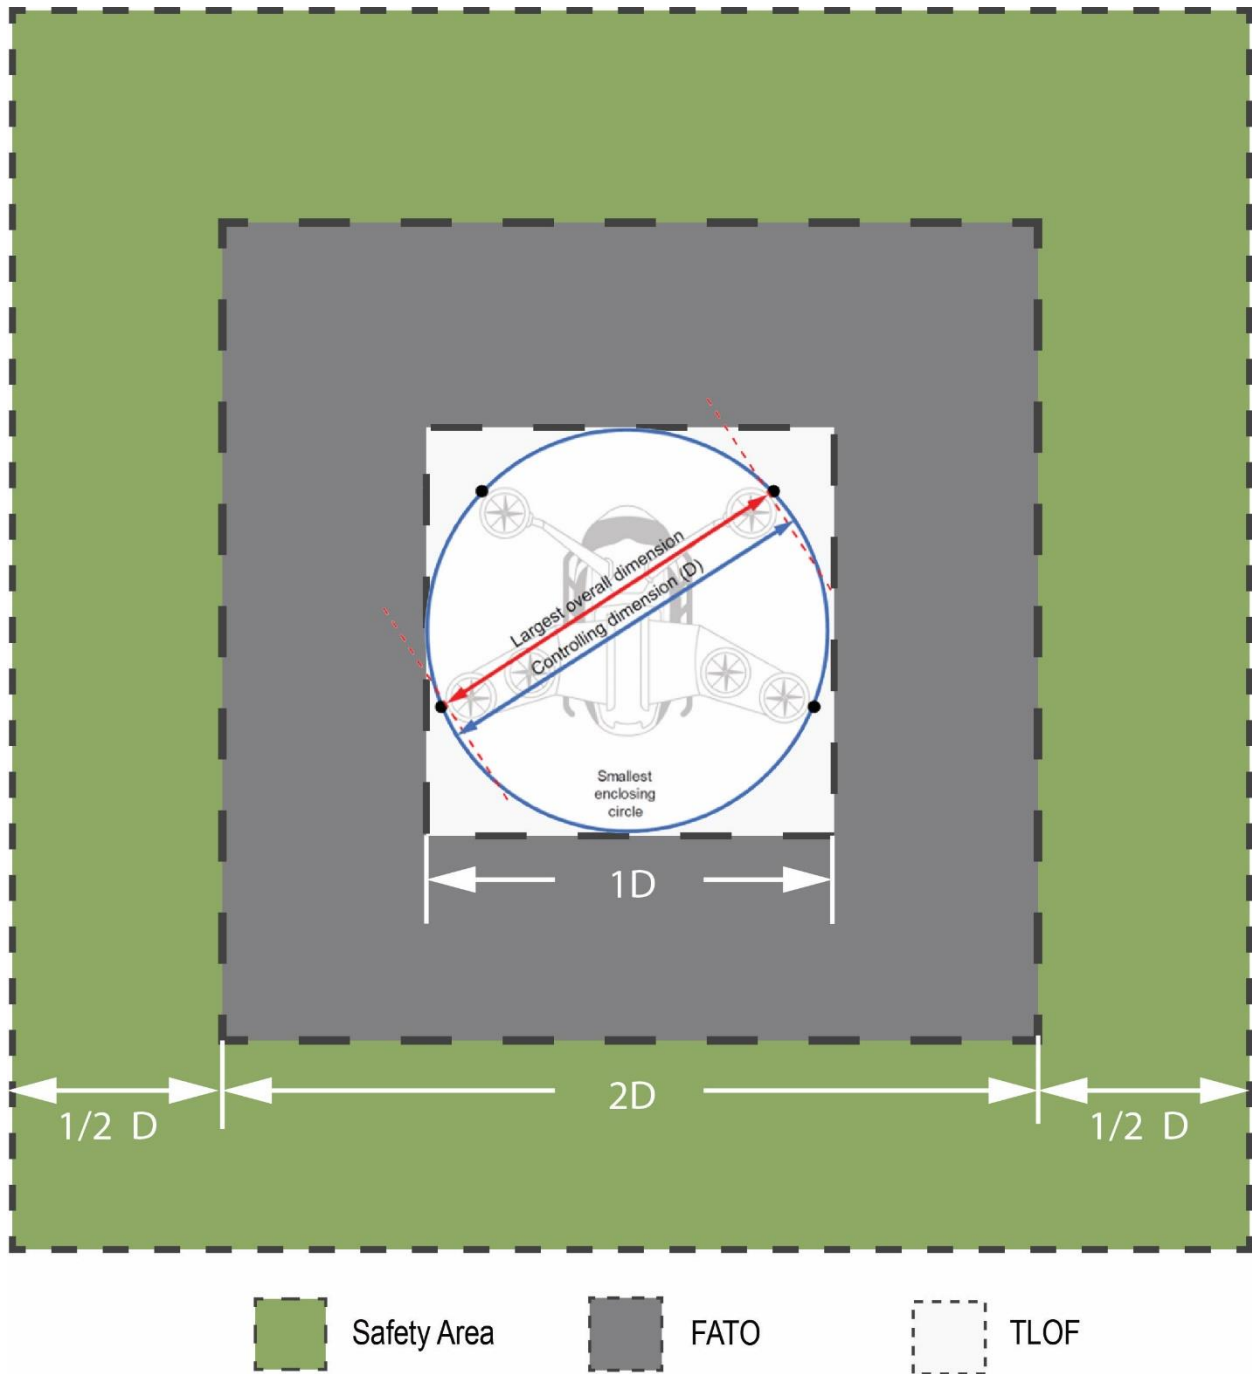 Largest overall dimension
Controlling dimension (D)
Smallest
enclosing
circle
1D
2D
1/2 D
1/2 D
Safety Area
FATO
TLOF